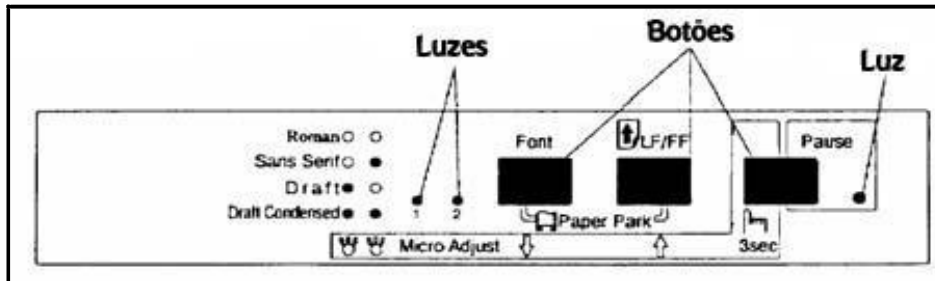 Luzes
Botões
Luz
Roman
Sans Serif
Draft
Draft Condensed
1 2
Font
LF/FF
Pause
Paper Park
Micro Adjust
3sec